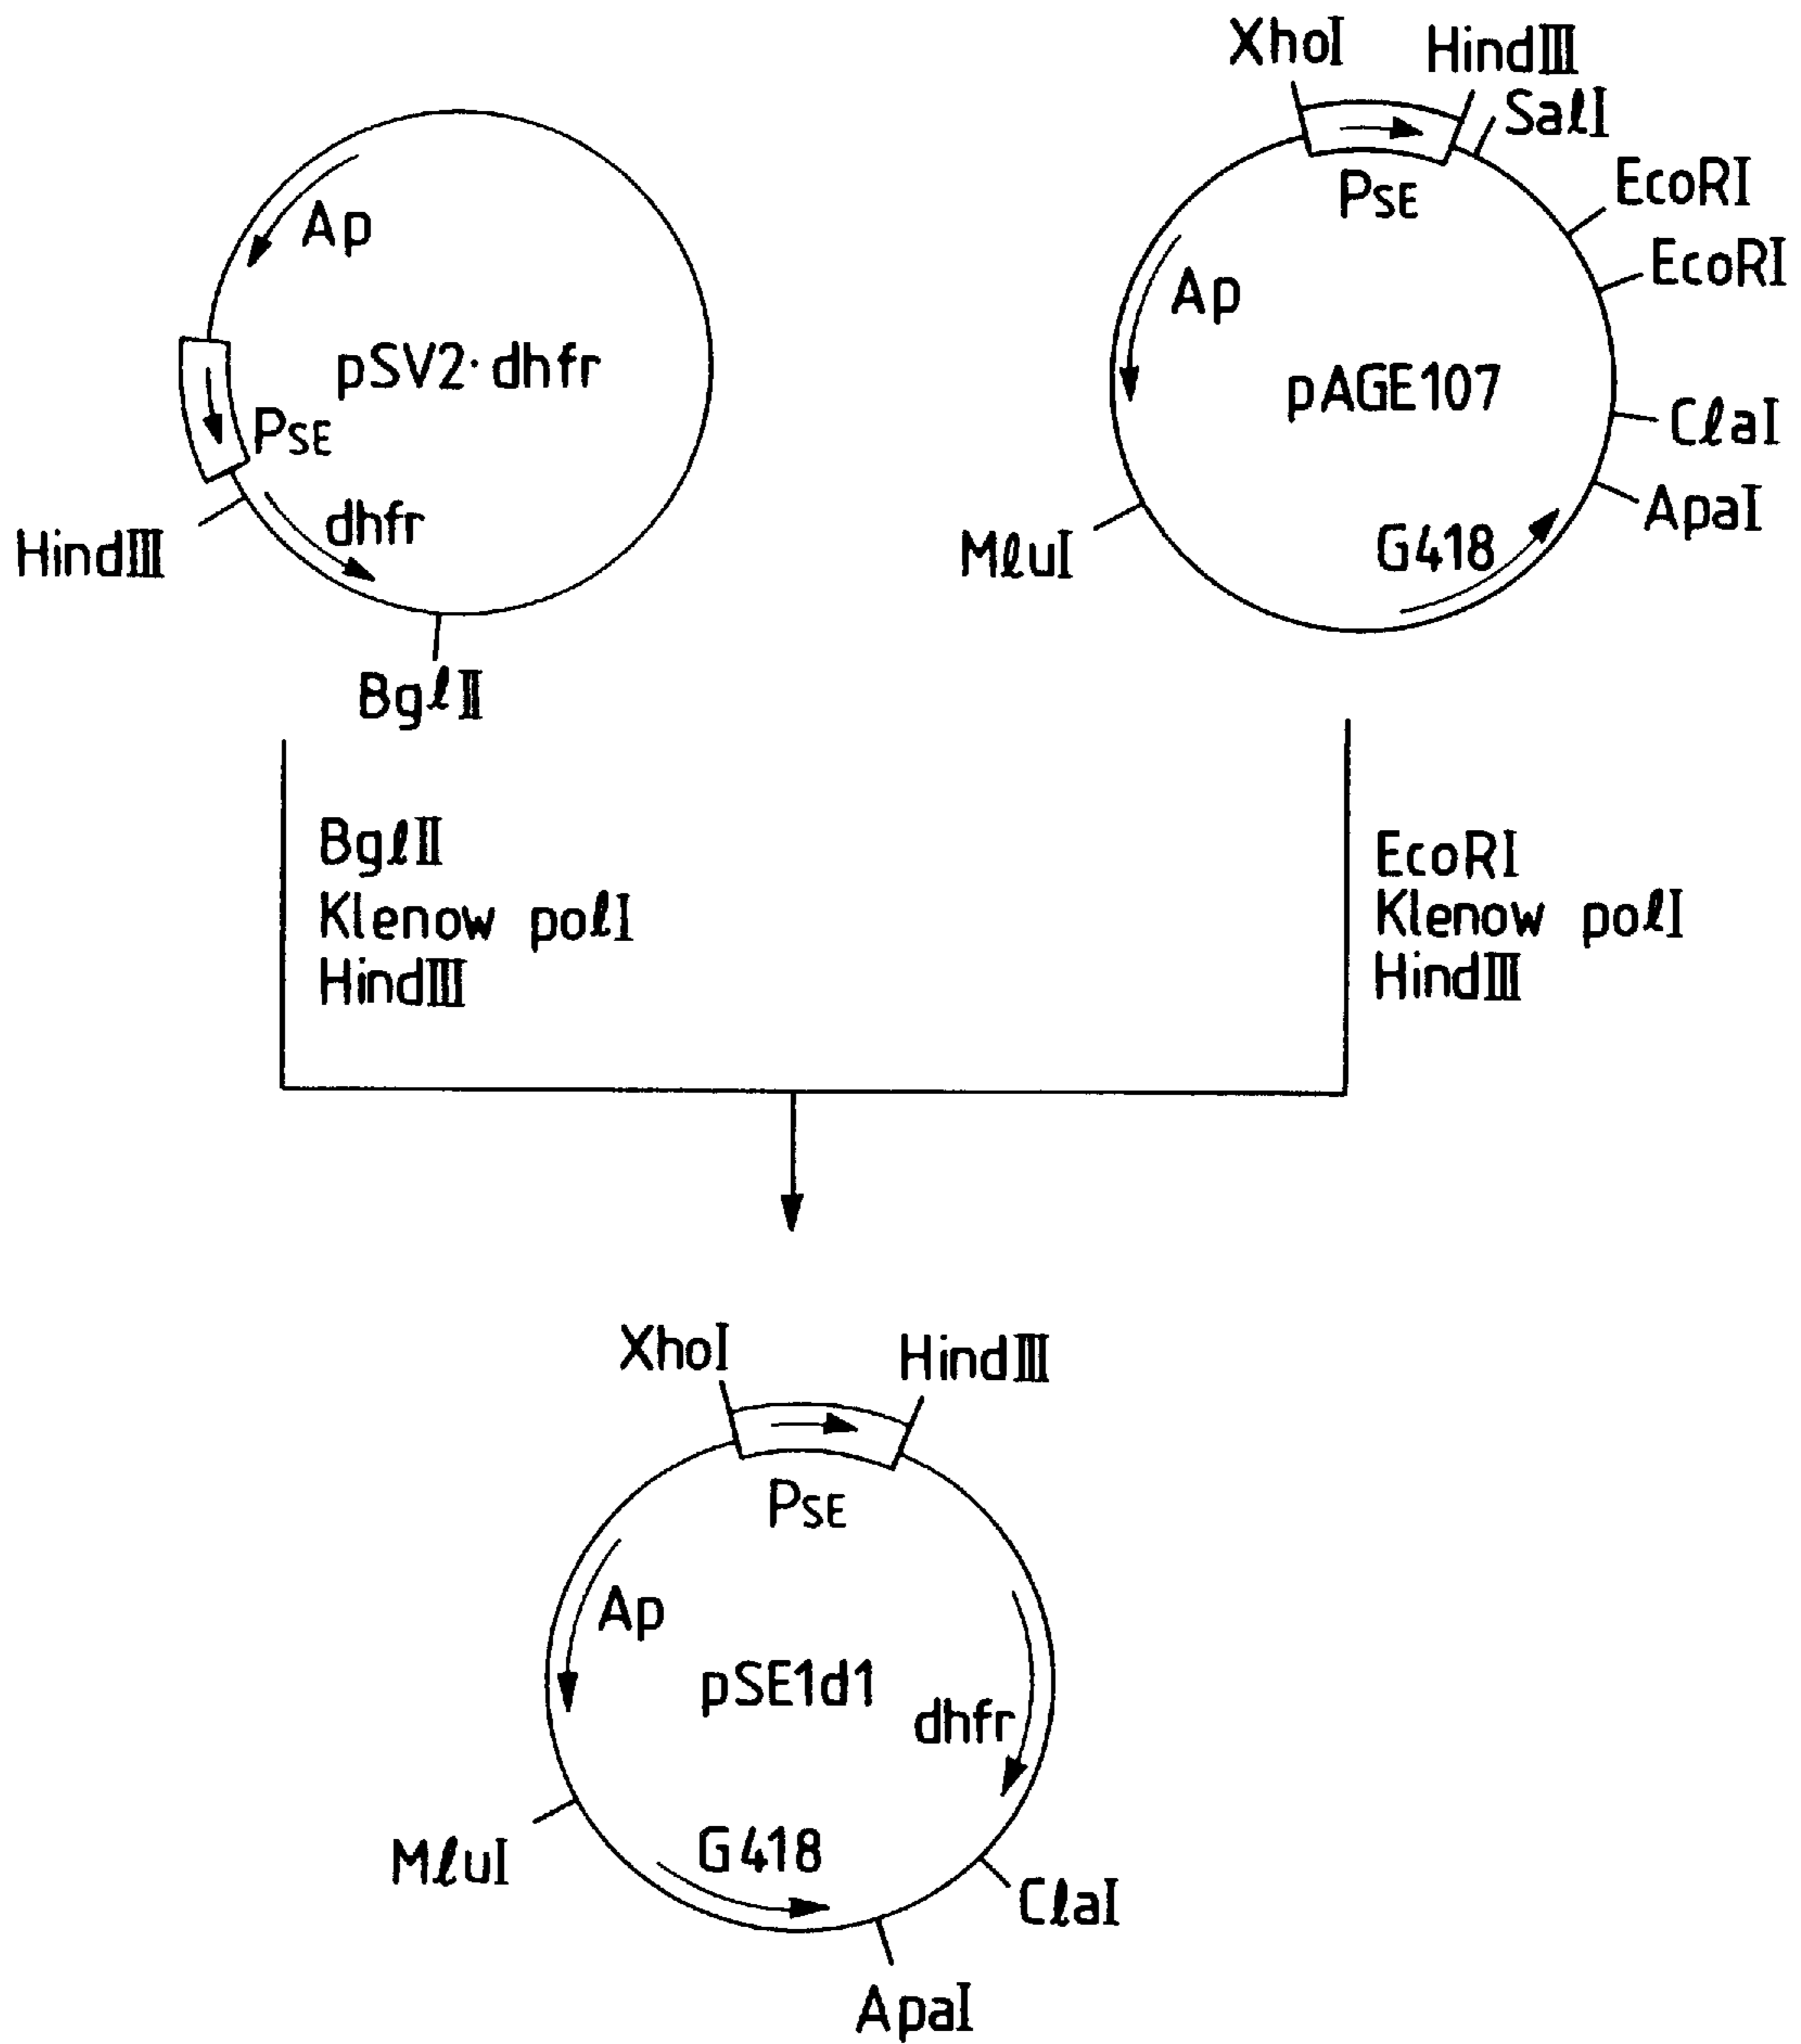 XhoI
HindIII
SalI
EcoRI
EcoRI
Ap
PSE
Ap
pSV2·dhfr
pAGE107
PSE
ClaI
dhfr
ApaI
HindIII
G418
MluI
BglII
BglII
Klenow polI
HindIII
EcoRI
Klenow polI
HindIII
XhoI
HindIII
PSE
Ap
pSE1d1
dhfr
G418
MluI
ClaI
ApaI